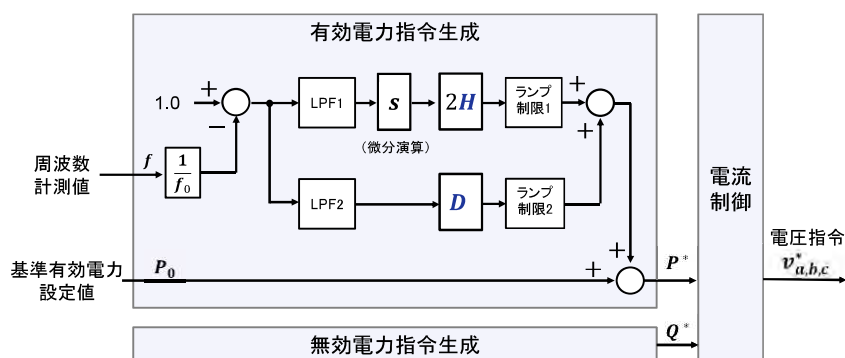 有効電力指令生成
1.0
+
−
LPF1
s
(微分演算)
2H
ランプ
制限1
+
+
周波数
計測値
f
1
f₀
LPF2
D
ランプ
制限2
電流
制御
基準有効電力
設定値
P₀
+
+
P*
電圧指令
v*a,b,c
Q*
無効電力指令生成